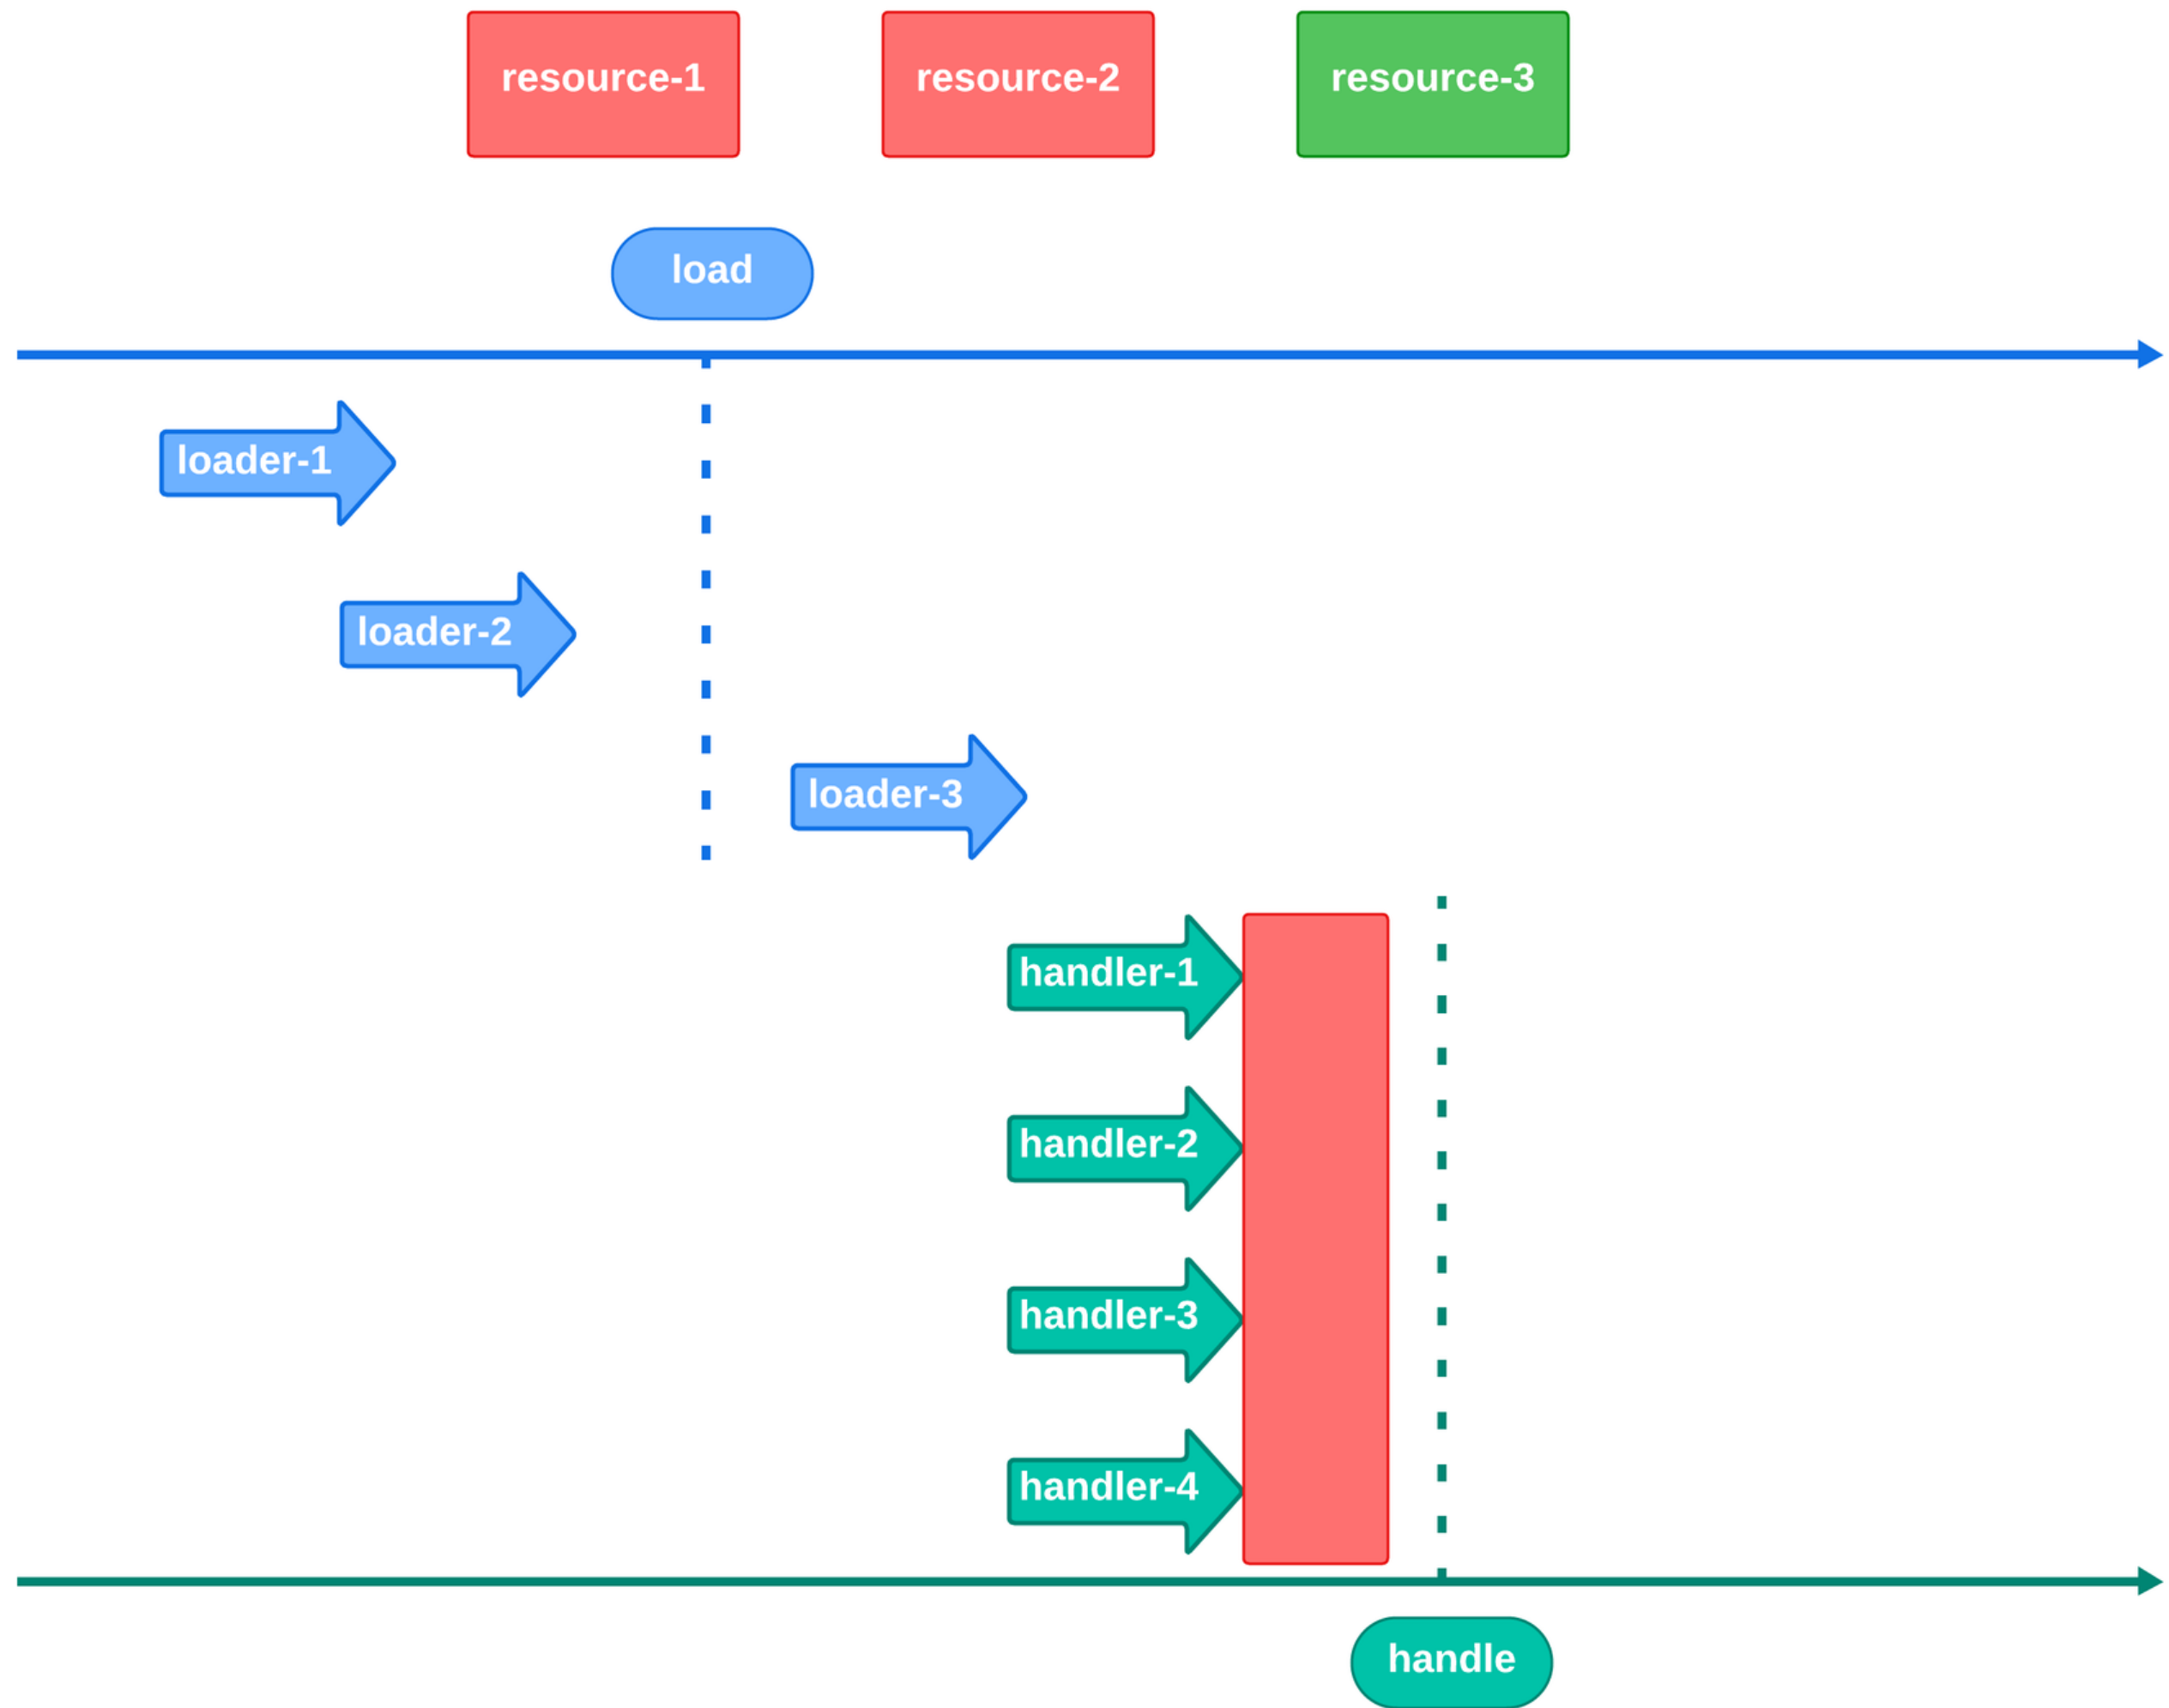 resource-1
resource-2
resource-3
load
loader-1
loader-2
loader-3
handler-1
handler-2
handler-3
handler-4
handle